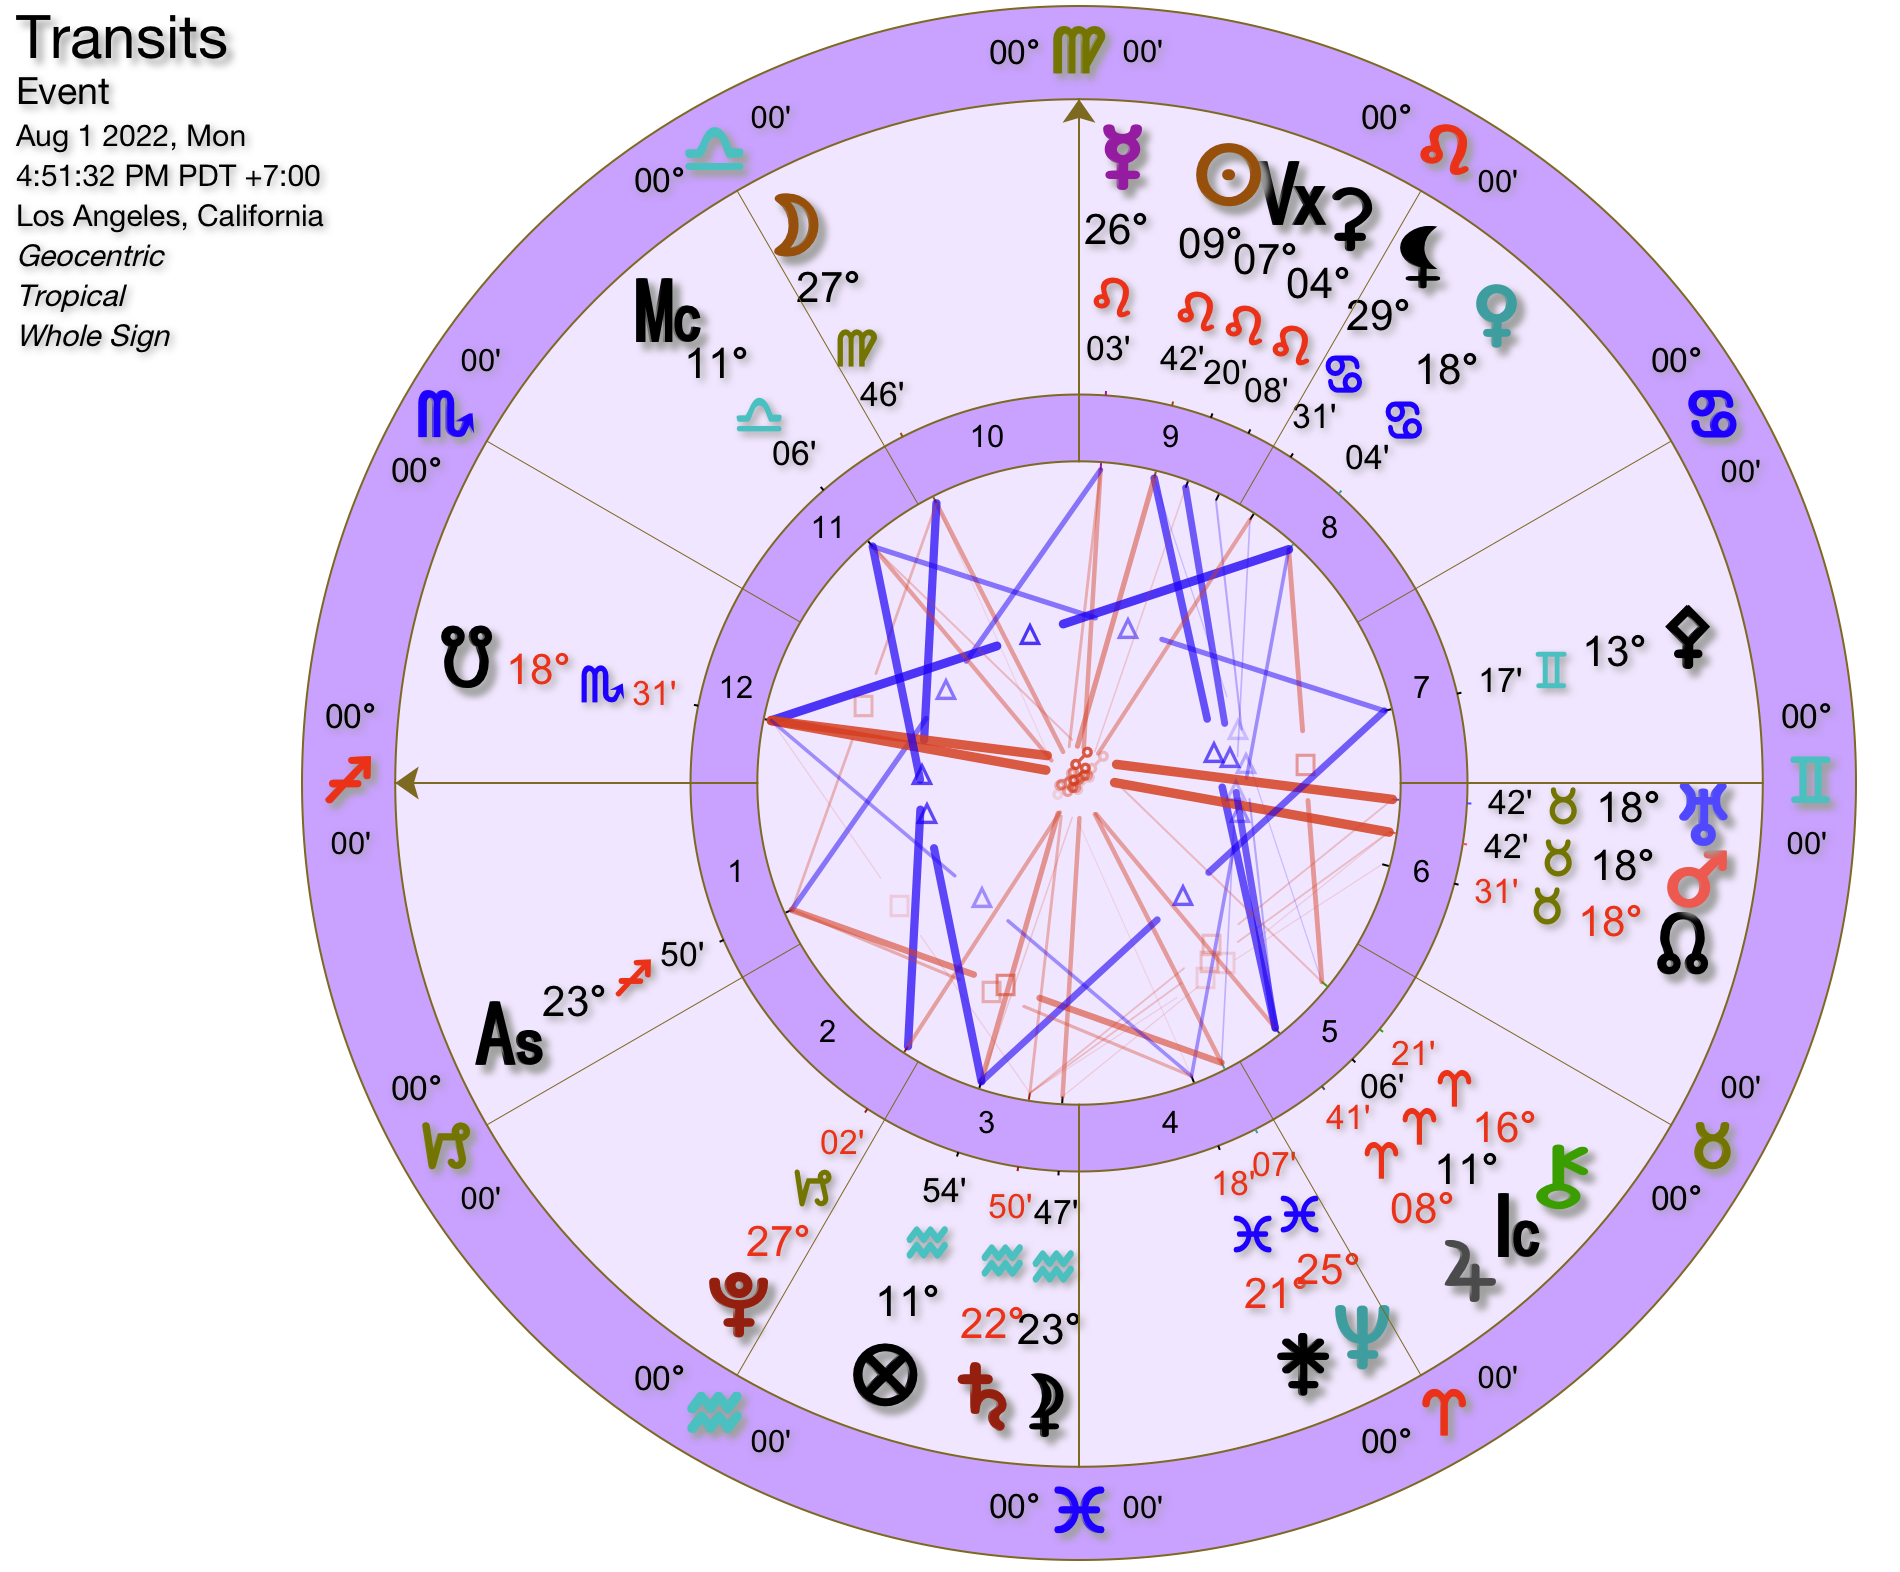 Transits
Event
Aug 1 2022, Mon
4:51:32 PM PDT +7:00
Los Angeles, California
Geocentric
Tropical
Whole Sign
00° ♍ 00'
00° ♌ 00'
00° ♋ 00'
00° ♊ 00'
00° ♉ 00'
00° ♈ 00'
00° ♓ 00'
00° ♒ 00'
00° ♑ 00'
00° ♐ 00'
00° ♏ 00'
00° ♎ 00'
☿ 26° ♌ 03'
☉ 09° ♌ 42'
Vx 07° ♌ 20'
⚳ 04° ♌ 08'
⚸ 29° ♋ 31'
♀ 18° ♋ 04'
⚴ 13° ♊ 17'
♅ 18° ♉ 42'
♂ 18° ♉ 42'
☊ 18° ♉ 31'
⚷ 16° ♈ 21'
Ic 11° ♈ 06'
♃ 08° ♈ 41'
♆ 25° ♓ 07'
⚵ 21° ♓ 18'
⚸ 23° ♒ 47'
♄ 22° ♒ 50'
⊗ 11° ♒ 54'
♇ 27° ♑ 02'
As 23° ♐ 50'
☋ 18° ♏ 31'
Mc 11° ♎ 06'
☽ 27° ♍ 46'
1
2
3
4
5
6
7
8
9
10
11
12